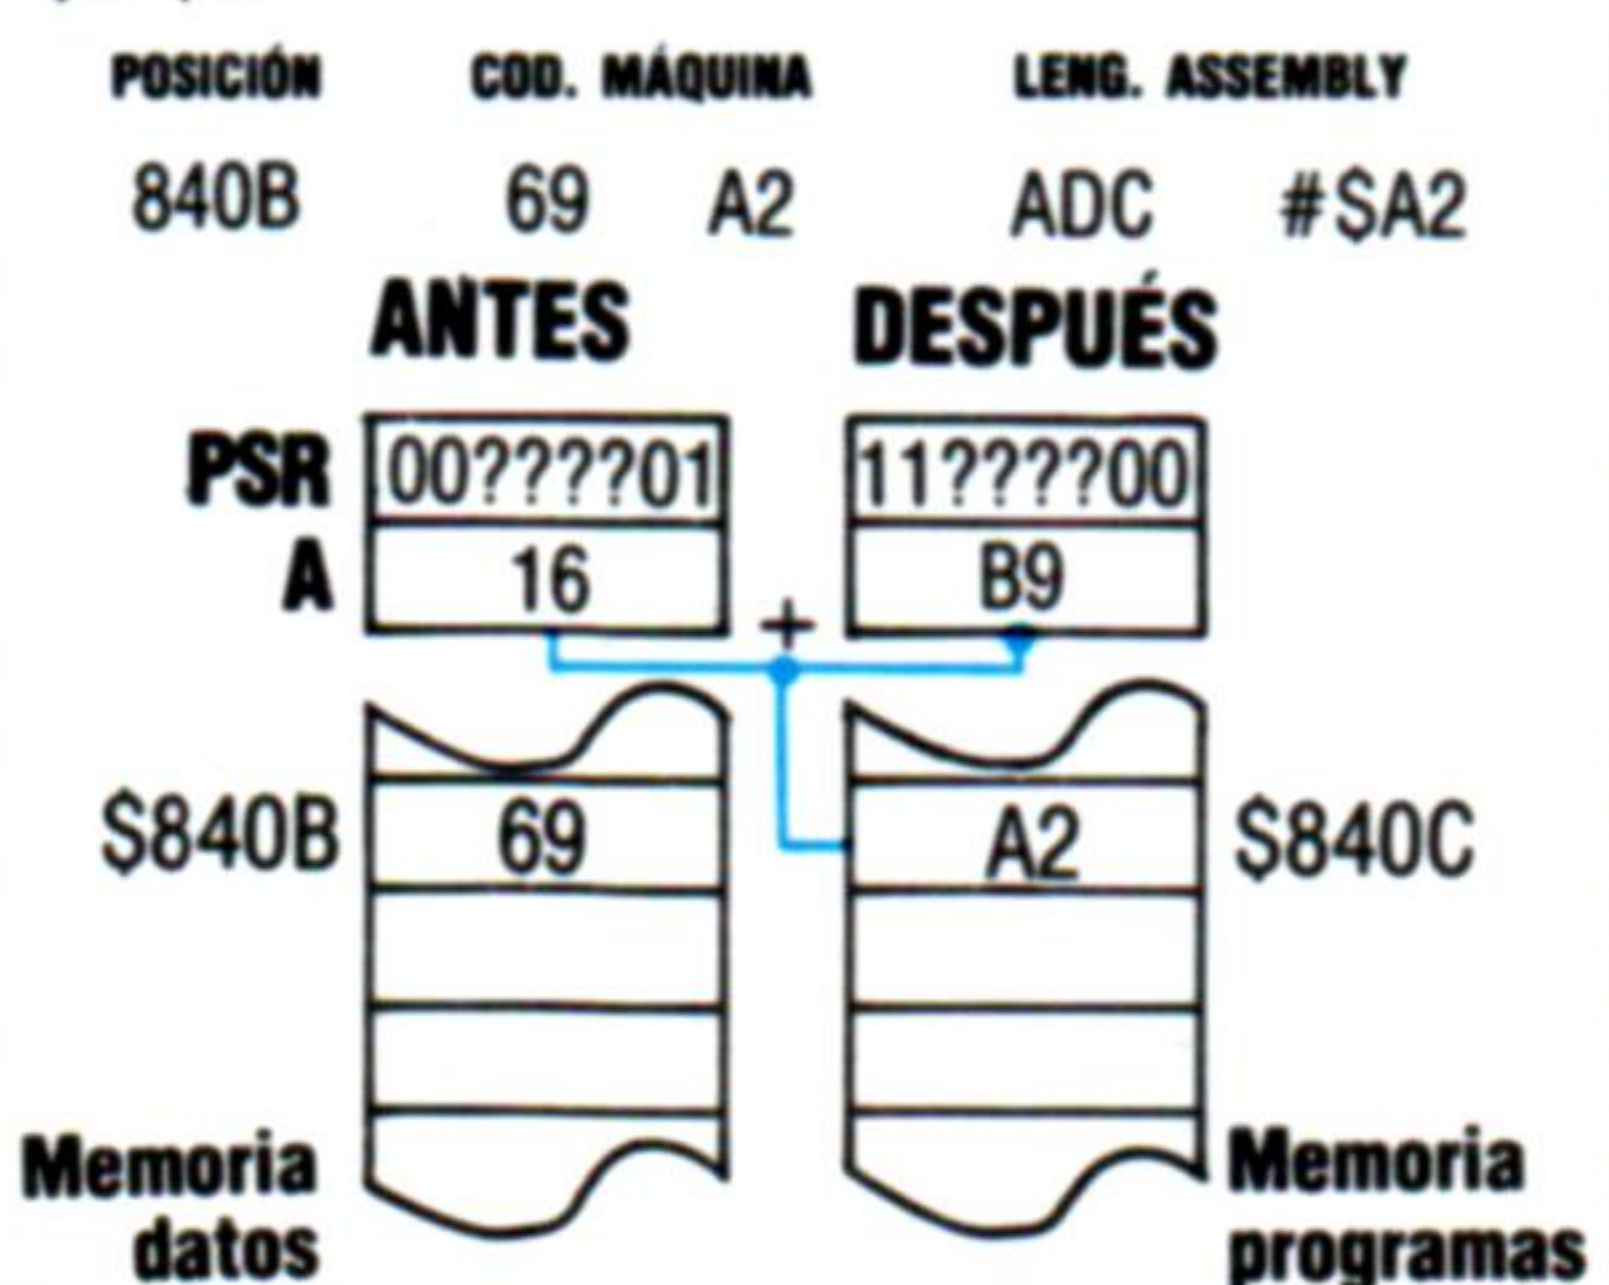 POSICIÓN COD. MÁQUINA LENG. ASSEMBLY
840B 69 A2 ADC #$A2
ANTES DESPUÉS
PSR 00????01 11????00
A 16 B9
+
$840B 69 A2 $840C
Memoria datos
Memoria programas